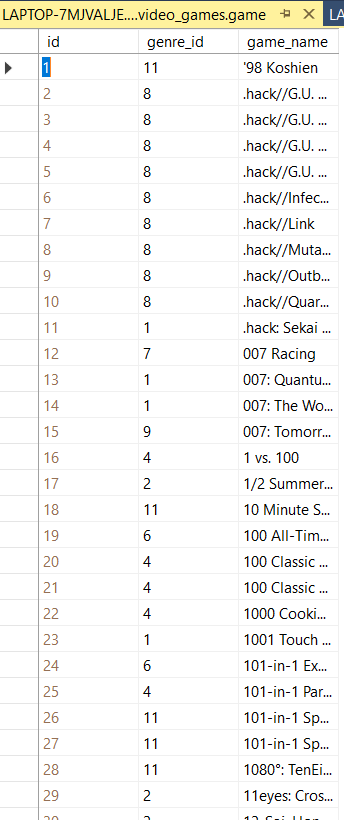 LAPTOP-7MJVALJE....video_games.game LA
id genre_id game_name
1 11 '98 Koshien
2 8 .hack//G.U. ...
3 8 .hack//G.U. ...
4 8 .hack//G.U. ...
5 8 .hack//G.U. ...
6 8 .hack//Infec...
7 8 .hack//Link
8 8 .hack//Muta...
9 8 .hack//Outb...
10 8 .hack//Quar...
11 1 .hack: Sekai ...
12 7 007 Racing
13 1 007: Quantu...
14 1 007: The Wo...
15 9 007: Tomorr...
16 4 1 vs. 100
17 2 1/2 Summer...
18 11 10 Minute S...
19 6 100 All-Tim...
20 4 100 Classic ...
21 4 100 Classic ...
22 4 1000 Cooki...
23 1 1001 Touch ...
24 6 101-in-1 Ex...
25 4 101-in-1 Par...
26 11 101-in-1 Sp...
27 11 101-in-1 Sp...
28 11 1080°: TenEi...
29 2 11eyes: Cros...